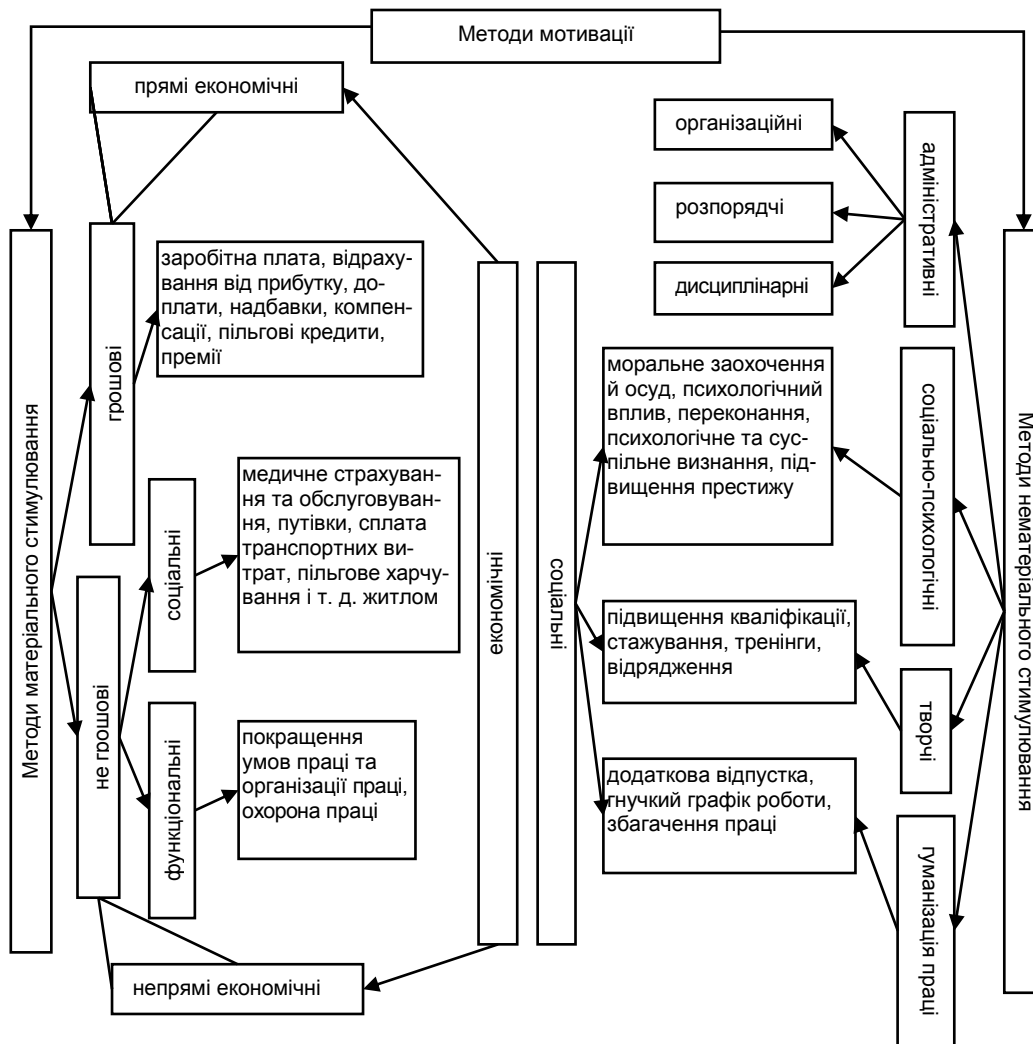 Методи мотивації
прямі економічні
організаційні
розпорядчі
дисциплінарні
адміністративні
Методи матеріального стимулювання
грошові
заробітна плата, відраху-
вання від прибутку, до-
плати, надбавки, компен-
сації, пільгові кредити,
премії
економічні
соціальні
моральне заохочення
й осуд, психологічний
вплив, переконання,
психологічне та сус-
пільне визнання, під-
вищення престижу
соціально-психологічні
Методи нематеріального стимулювання
соціальні
медичне страхуван-
ня та обслуговуван-
ня, путівки, сплата
транспортних ви-
трат, пільгове харчу-
вання і т. д. житлом
не грошові
підвищення кваліфікації,
стажування, тренінги,
відрядження
творчі
функціональні
покращення
умов праці та
організації праці,
охорона праці
додаткова відпустка,
гнучкий графік роботи,
збагачення праці
гуманізація праці
непрямі економічні